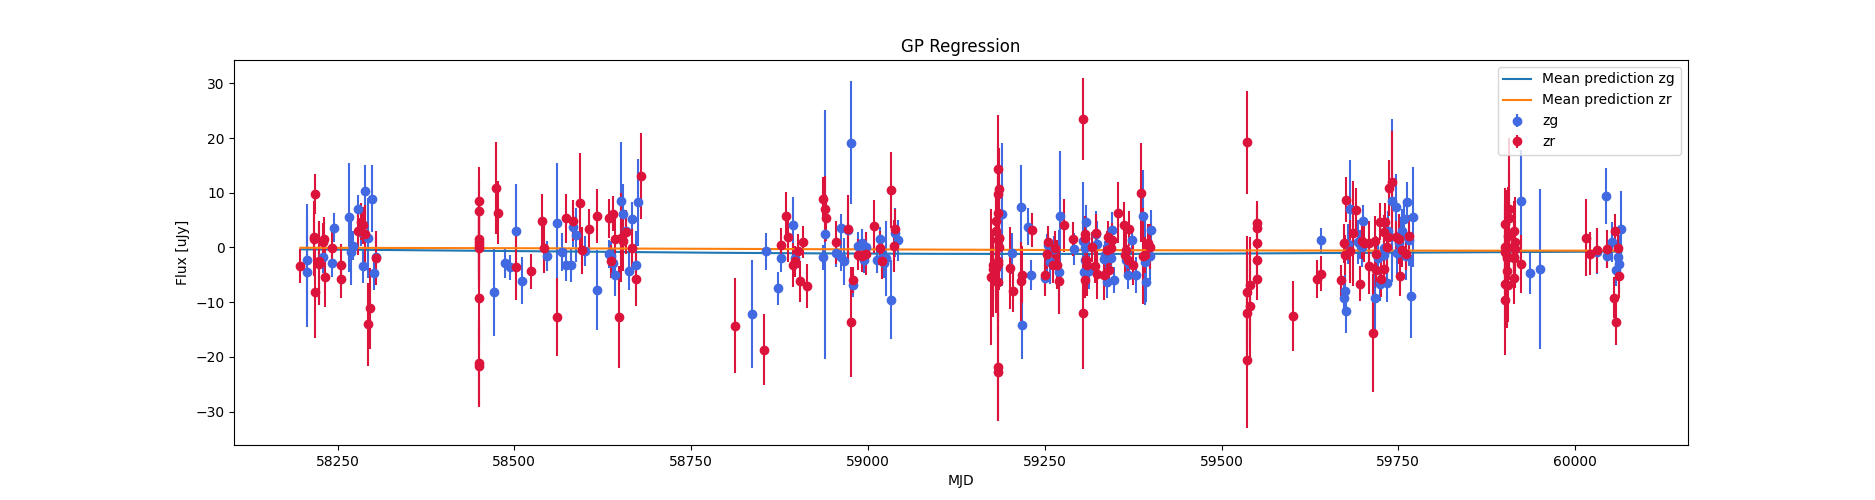 GP Regression
Flux [uJy]
30
20
10
0
−10
−20
−30
58250
58500
58750
59000
59250
59500
59750
60000
MJD
Mean prediction zg
Mean prediction zr
zg
zr